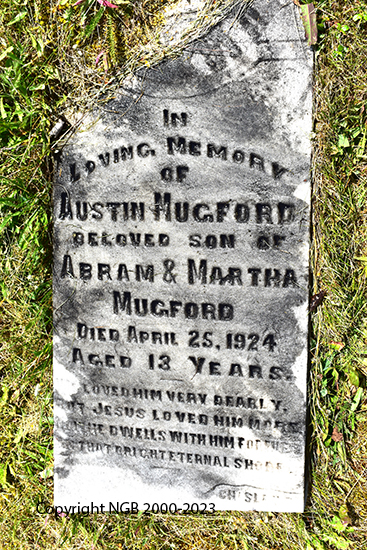 IN
LOVING MEMORY
OF
AUSTIN MUGFORD
BELOVED SON OF
ABRAM & MARTHA
MUGFORD
DIED APRIL 25, 1924
AGED 13 YEARS.
LOVED HIM VERY DEARLY,
JESUS LOVED HIM MORE
HE DWELLS WITH HIM
THAT BRIGHT ETERNAL SHORE
Copyright NGB 2000-2023